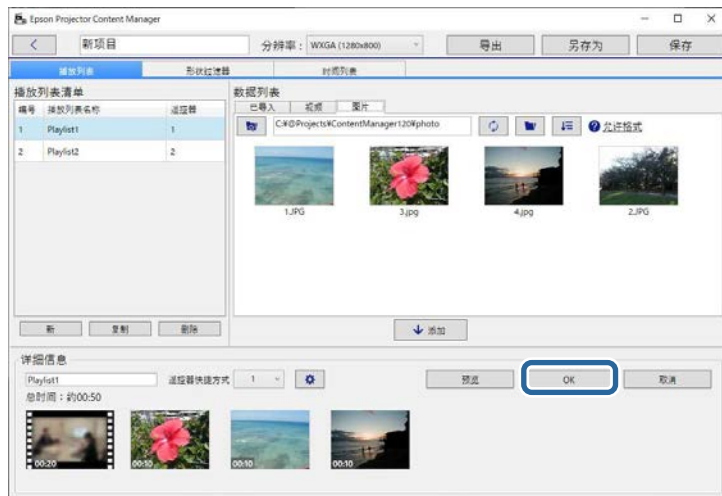 Epson Projector Content Manager
新项目 分辨率： WXGA (1280x800) 导出 另存为 保存
播放列表 形状过滤器 时间列表
播放列表清单 数据列表
编号 播放列表名称 遥控器 已导入 视频 图片
1 Playlist1 1 C:¥@Projects¥ContentManager120¥photo ? 允许格式
2 Playlist2 2
1.JPG 3.jpg 4.jpg 2.JPG
新 复制 删除 添加
详细信息
Playlist1 遥控器快捷方式 1 预览 OK 取消
总时间：约00:50
00:20 00:10 00:10 00:10